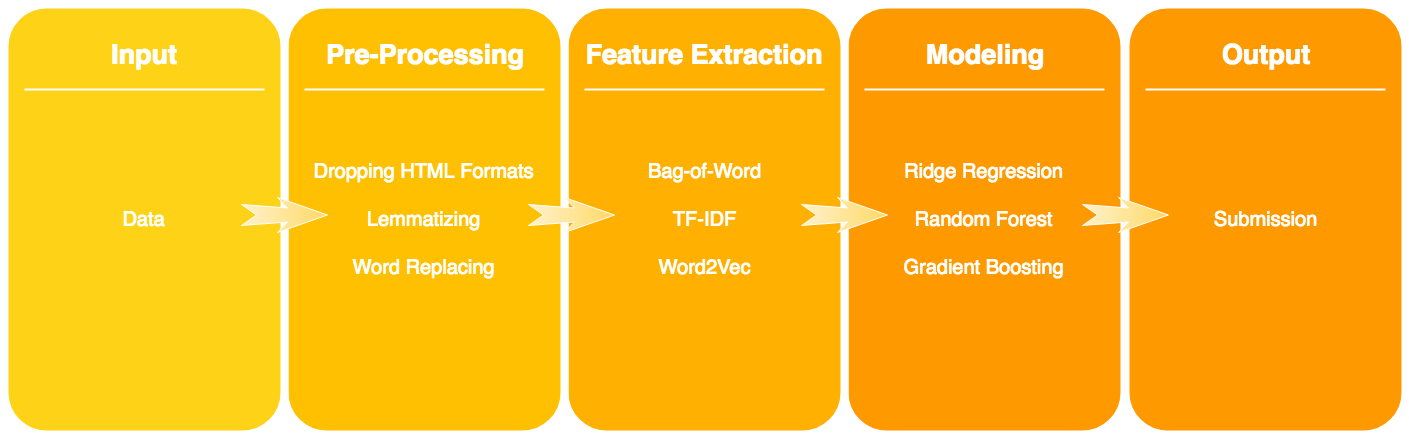 Input
Data
Pre-Processing
Dropping HTML Formats
Lemmatizing
Word Replacing
Feature Extraction
Bag-of-Word
TF-IDF
Word2Vec
Modeling
Ridge Regression
Random Forest
Gradient Boosting
Output
Submission